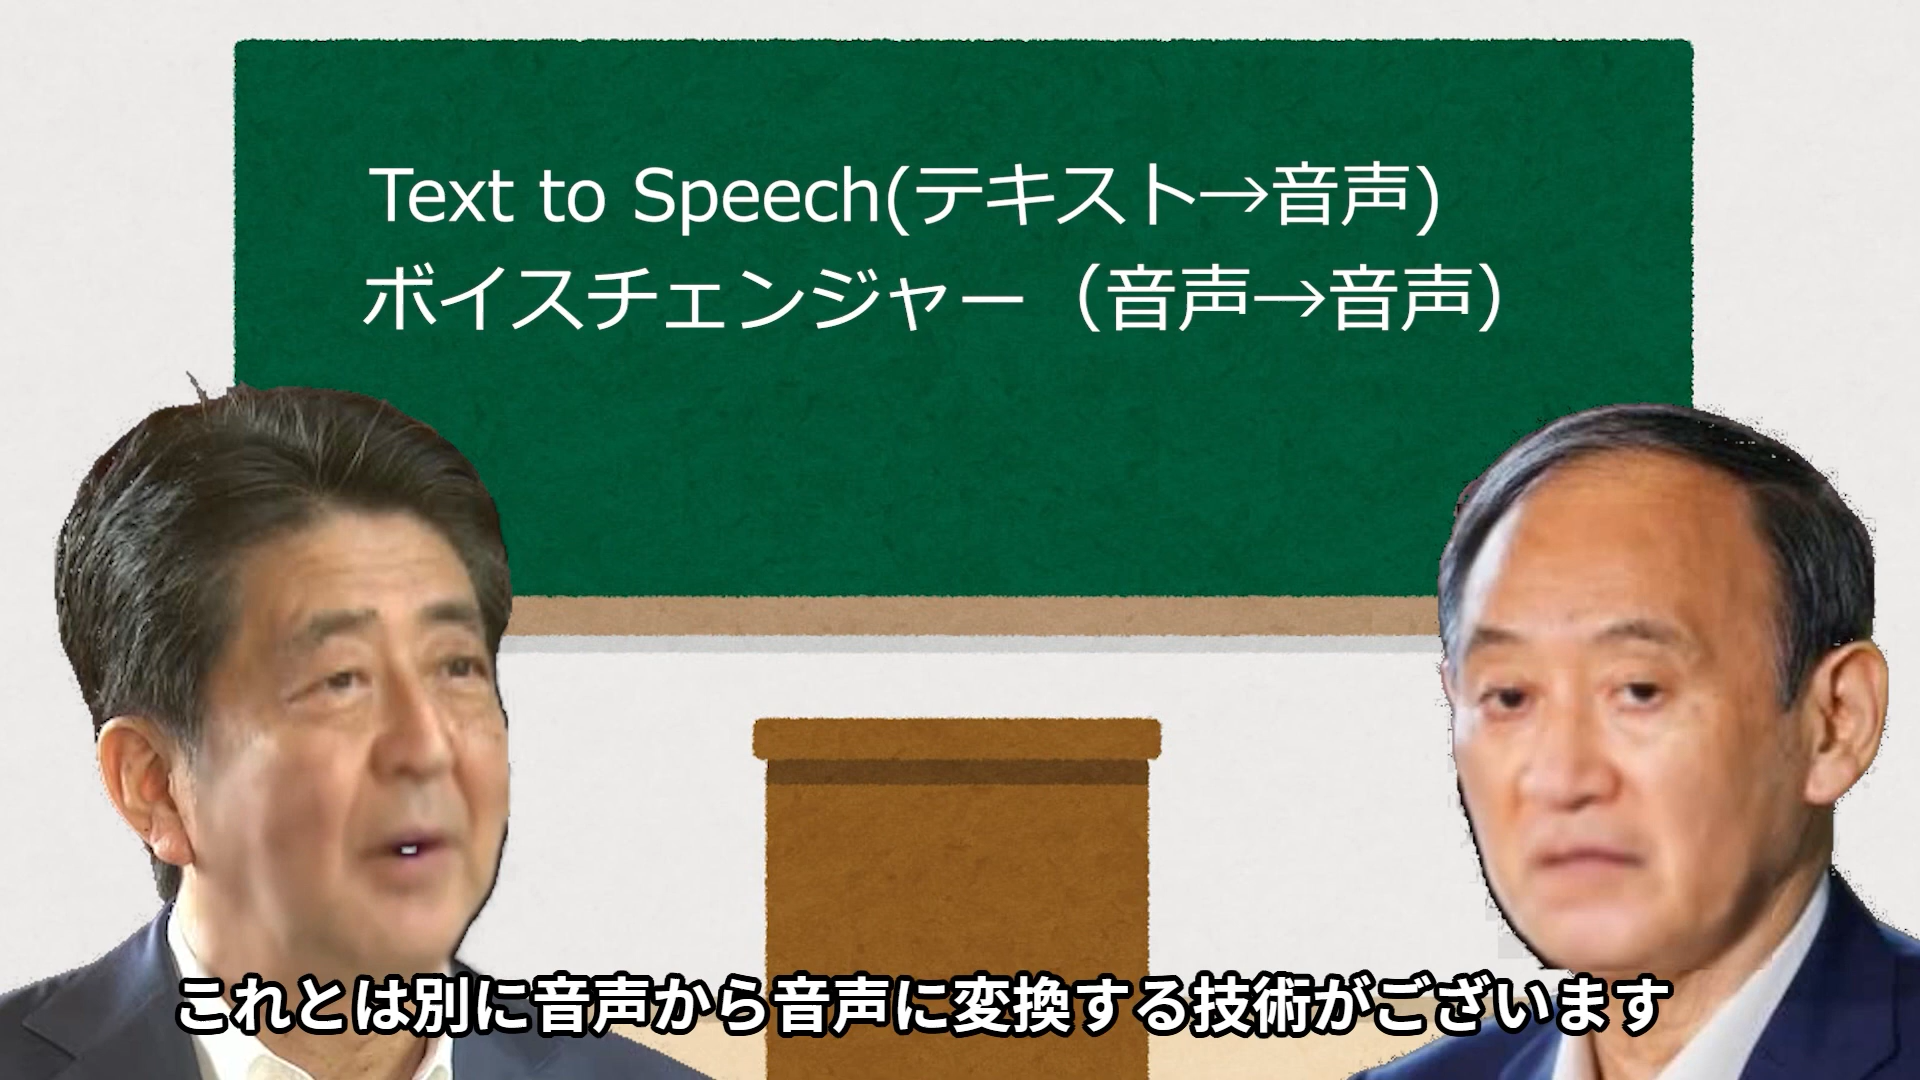 Text to Speech(テキスト→音声)
ボイスチェンジャー（音声→音声）
これとは別に音声から音声に変換する技術がございます